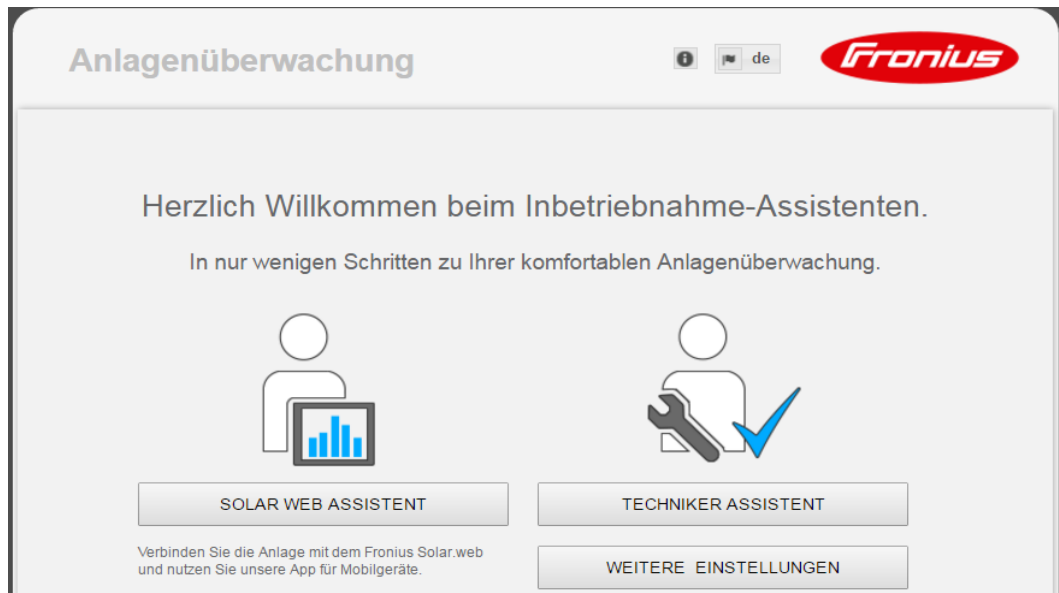 Anlagenüberwachung
de
Fronius
Herzlich Willkommen beim Inbetriebnahme-Assistenten.
In nur wenigen Schritten zu Ihrer komfortablen Anlagenüberwachung.
SOLAR WEB ASSISTENT
TECHNIKER ASSISTENT
Verbinden Sie die Anlage mit dem Fronius Solar.web
und nutzen Sie unsere App für Mobilgeräte.
WEITERE EINSTELLUNGEN